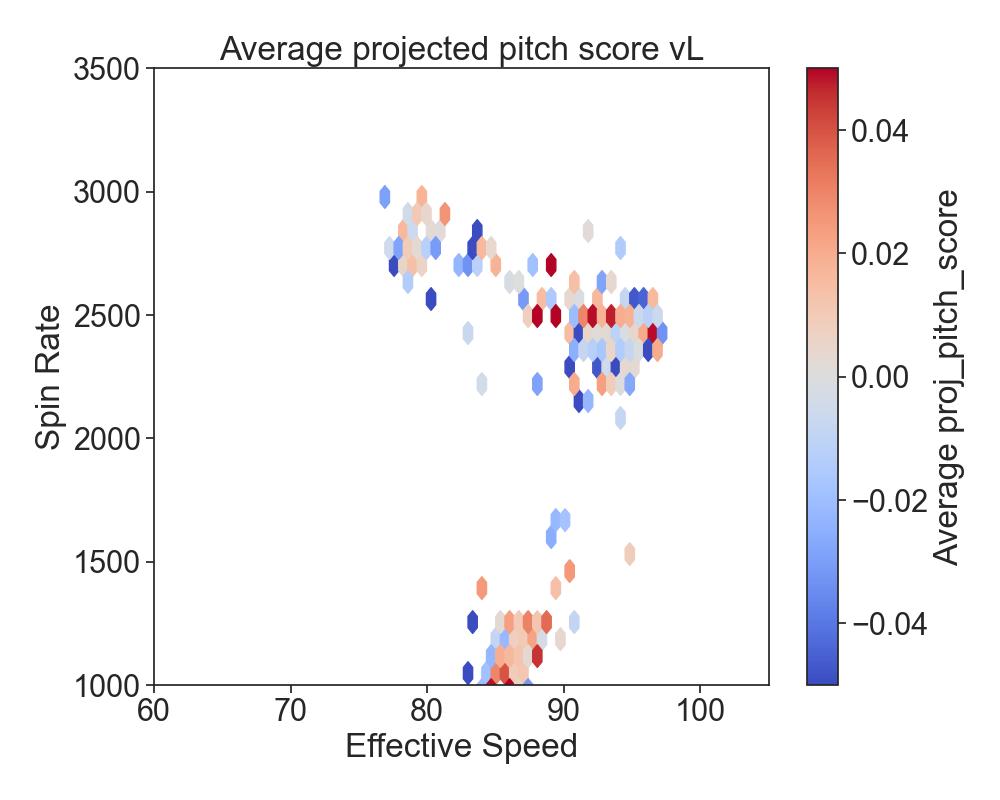 Average projected pitch score vL
3500
3000
2500
2000
1500
1000
Spin Rate
60 70 80 90 100
Effective Speed
0.04
0.02
0.00
−0.02
−0.04
Average proj_pitch_score